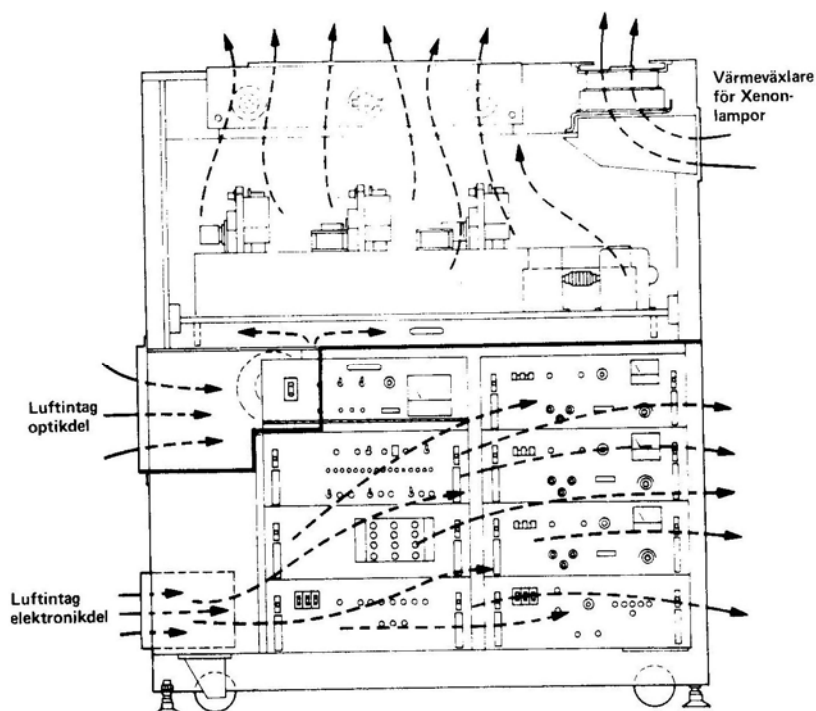 Värmeväxlare
för Xenon-
lampor
Luftintag
optikdel
Luftintag
elektronikdel